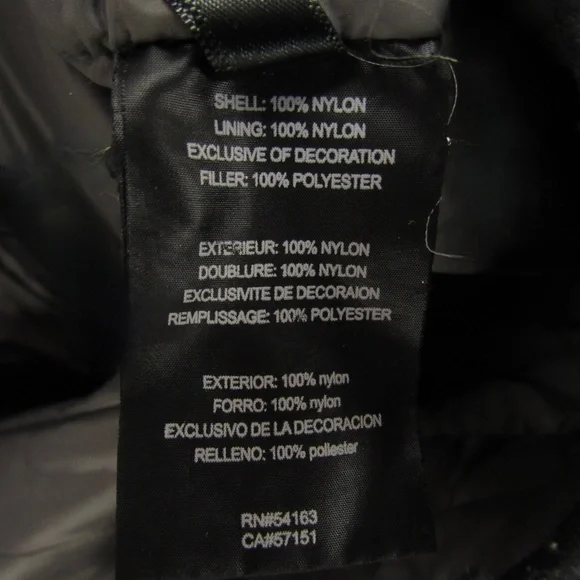 SHELL: 100% NYLON
LINING: 100% NYLON
EXCLUSIVE OF DECORATION
FILLER: 100% POLYESTER
EXTERIEUR: 100% NYLON
DOUBLURE: 100% NYLON
EXCLUSIVITE DE DECORAION
REMPLISSAGE: 100% POLYESTER
EXTERIOR: 100% nylon
FORRO: 100% nylon
EXCLUSIVO DE LA DECORACION
RELLENO: 100% poliester
RN#54163
CA#57151